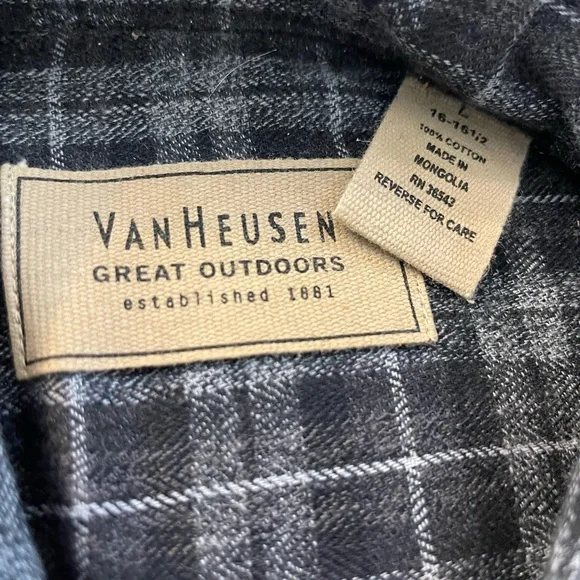 VANHEUSEN
GREAT OUTDOORS
established 1881
L
16-16 1/2
100% COTTON
MADE IN
MONGOLIA
RN 36542
REVERSE FOR CARE